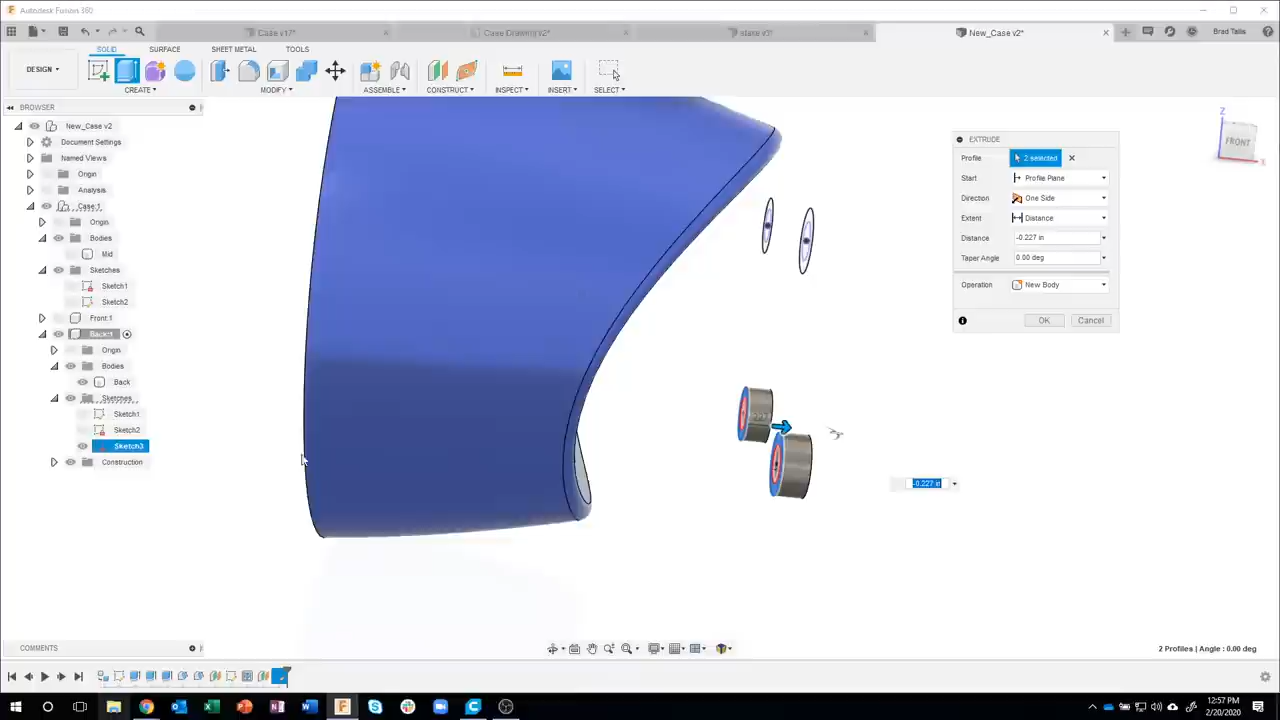 Autodesk Fusion 360
Case v17*
Case Drawing v2*
New_Case v2*
Brad Tallis
DESIGN
SOLID
SURFACE
SHEET METAL
TOOLS
CREATE
MODIFY
ASSEMBLE
CONSTRUCT
INSPECT
INSERT
SELECT
BROWSER
New_Case v2
Document Settings
Named Views
Origin
Analysis
Case:1
Origin
Bodies
Mid
Sketches
Sketch1
Sketch2
Front:1
Back:1
Origin
Bodies
Back
Sketches
Sketch1
Sketch2
Sketch3
Construction
EXTRUDE
Profile 2 selected
Start Profile Plane
Direction One Side
Extent Distance
Distance -0.227 in
Taper Angle 0.00 deg
Operation New Body
OK Cancel
Z
FRONT
X
-0.227 in
COMMENTS
2 Profiles | Angle : 0.00 deg
12:57 PM
2/20/2020